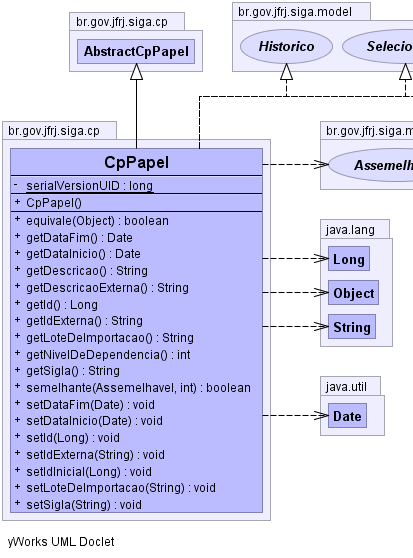 br.gov.jfrj.siga.cp
AbstractCpPapel
br.gov.jfrj.siga.model
Historico
Selecio
br.gov.jfrj.siga.cp
CpPapel
- serialVersionUID : long
+ CpPapel()
+ equivale(Object) : boolean
+ getDataFim() : Date
+ getDataInicio() : Date
+ getDescricao() : String
+ getDescricaoExterna() : String
+ getId() : Long
+ getIdExterna() : String
+ getLoteDeImportacao() : String
+ getNivelDeDependencia() : int
+ getSigla() : String
+ semelhante(Assemelhavel, int) : boolean
+ setDataFim(Date) : void
+ setDataInicio(Date) : void
+ setId(Long) : void
+ setIdExterna(String) : void
+ setIdInicial(Long) : void
+ setLoteDeImportacao(String) : void
+ setSigla(String) : void
br.gov.jfrj.siga.m
Assemelh
java.lang
Long
Object
String
java.util
Date
yWorks UML Doclet